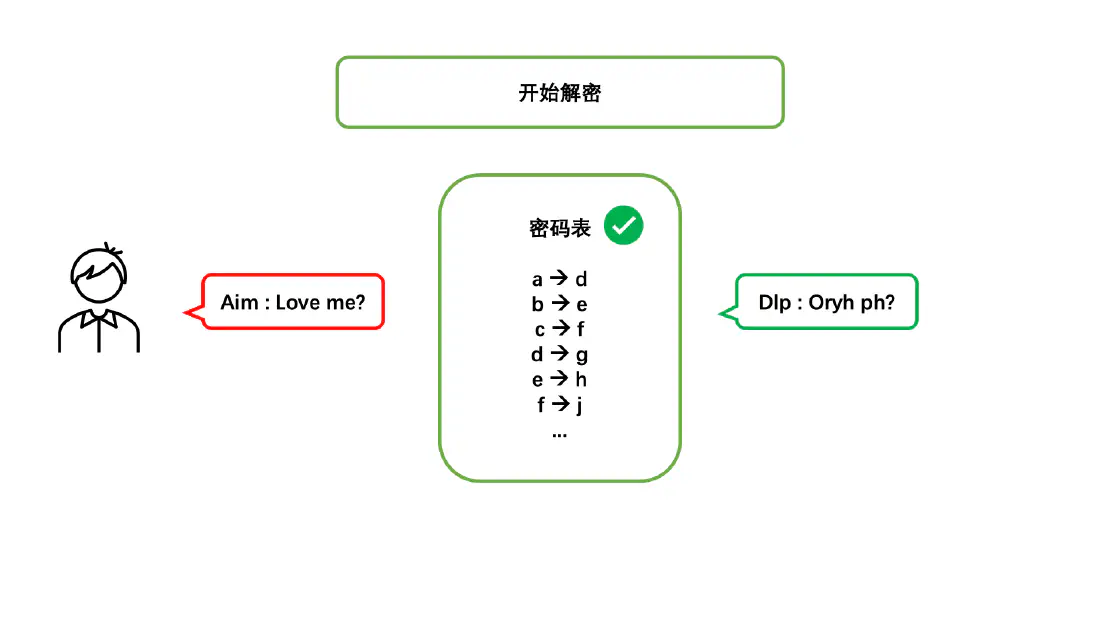 开始解密
密码表
a → d
b → e
c → f
d → g
e → h
f → j
...
Aim : Love me?
Dlp : Oryh ph?